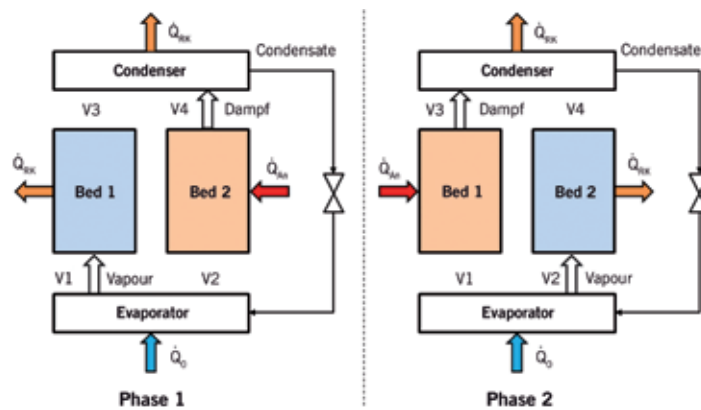 Q̇RK
Condensate
Condenser
V3
V4
Dampf
Q̇RK
Bed 1
Bed 2
Q̇An
V1
Vapour
V2
Evaporator
Q̇0
Phase 1
Q̇RK
Condensate
Condenser
V3
Dampf
V4
Q̇An
Bed 1
Bed 2
Q̇RK
V1
V2
Vapour
Evaporator
Q̇0
Phase 2